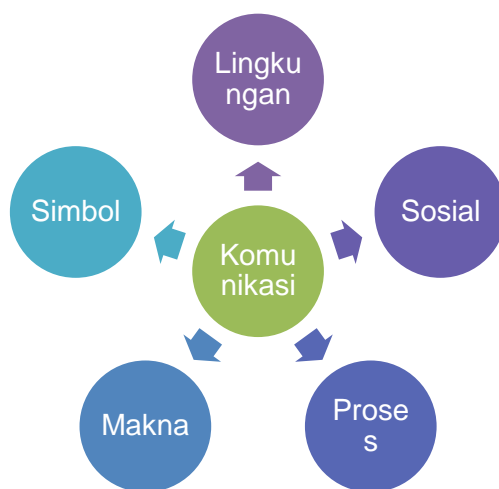 Lingku
ngan
Simbol
Sosial
Komu
nikasi
Makna
Prose
s